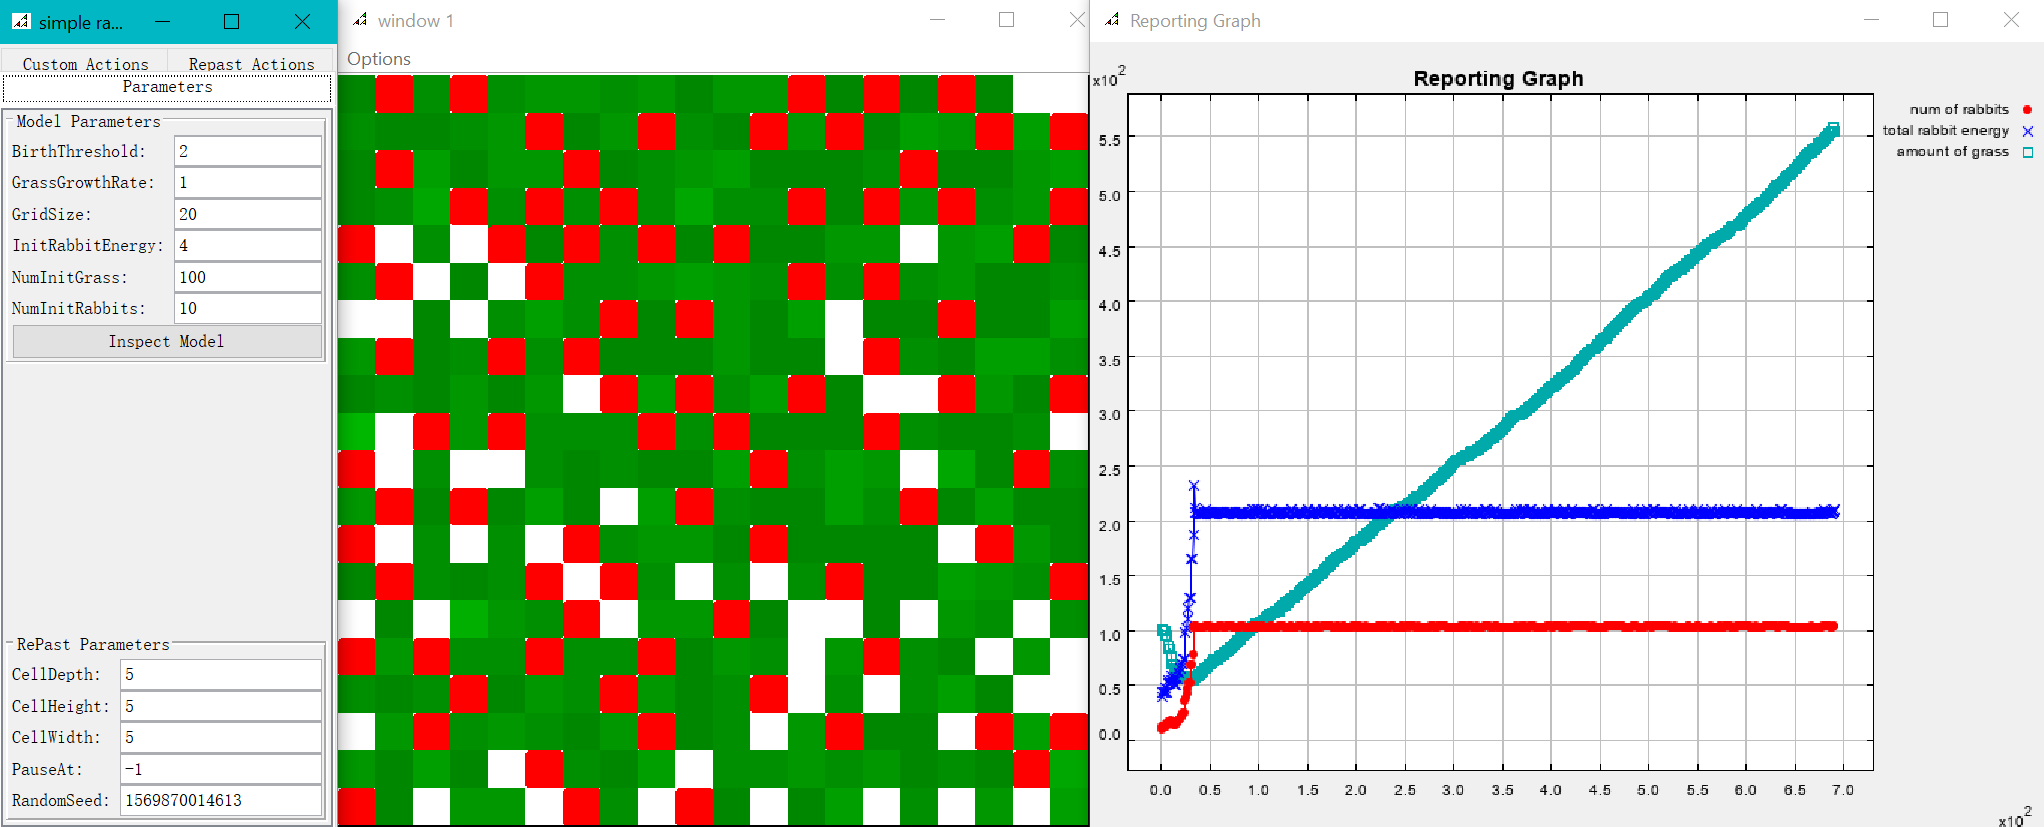 simple ra...
Custom Actions
Repast Actions
Parameters
Model Parameters
BirthThreshold: 2
GrassGrowthRate: 1
GridSize: 20
InitRabbitEnergy: 4
NumInitGrass: 100
NumInitRabbits: 10
Inspect Model
RePast Parameters
CellDepth: 5
CellHeight: 5
CellWidth: 5
PauseAt: -1
RandomSeed: 1569870014613
window 1
Options
Reporting Graph
Reporting Graph
x10^2
num of rabbits
total rabbit energy
amount of grass
5.5
5.0
4.5
4.0
3.5
3.0
2.5
2.0
1.5
1.0
0.5
0.0
0.0 0.5 1.0 1.5 2.0 2.5 3.0 3.5 4.0 4.5 5.0 5.5 6.0 6.5 7.0
x10^2